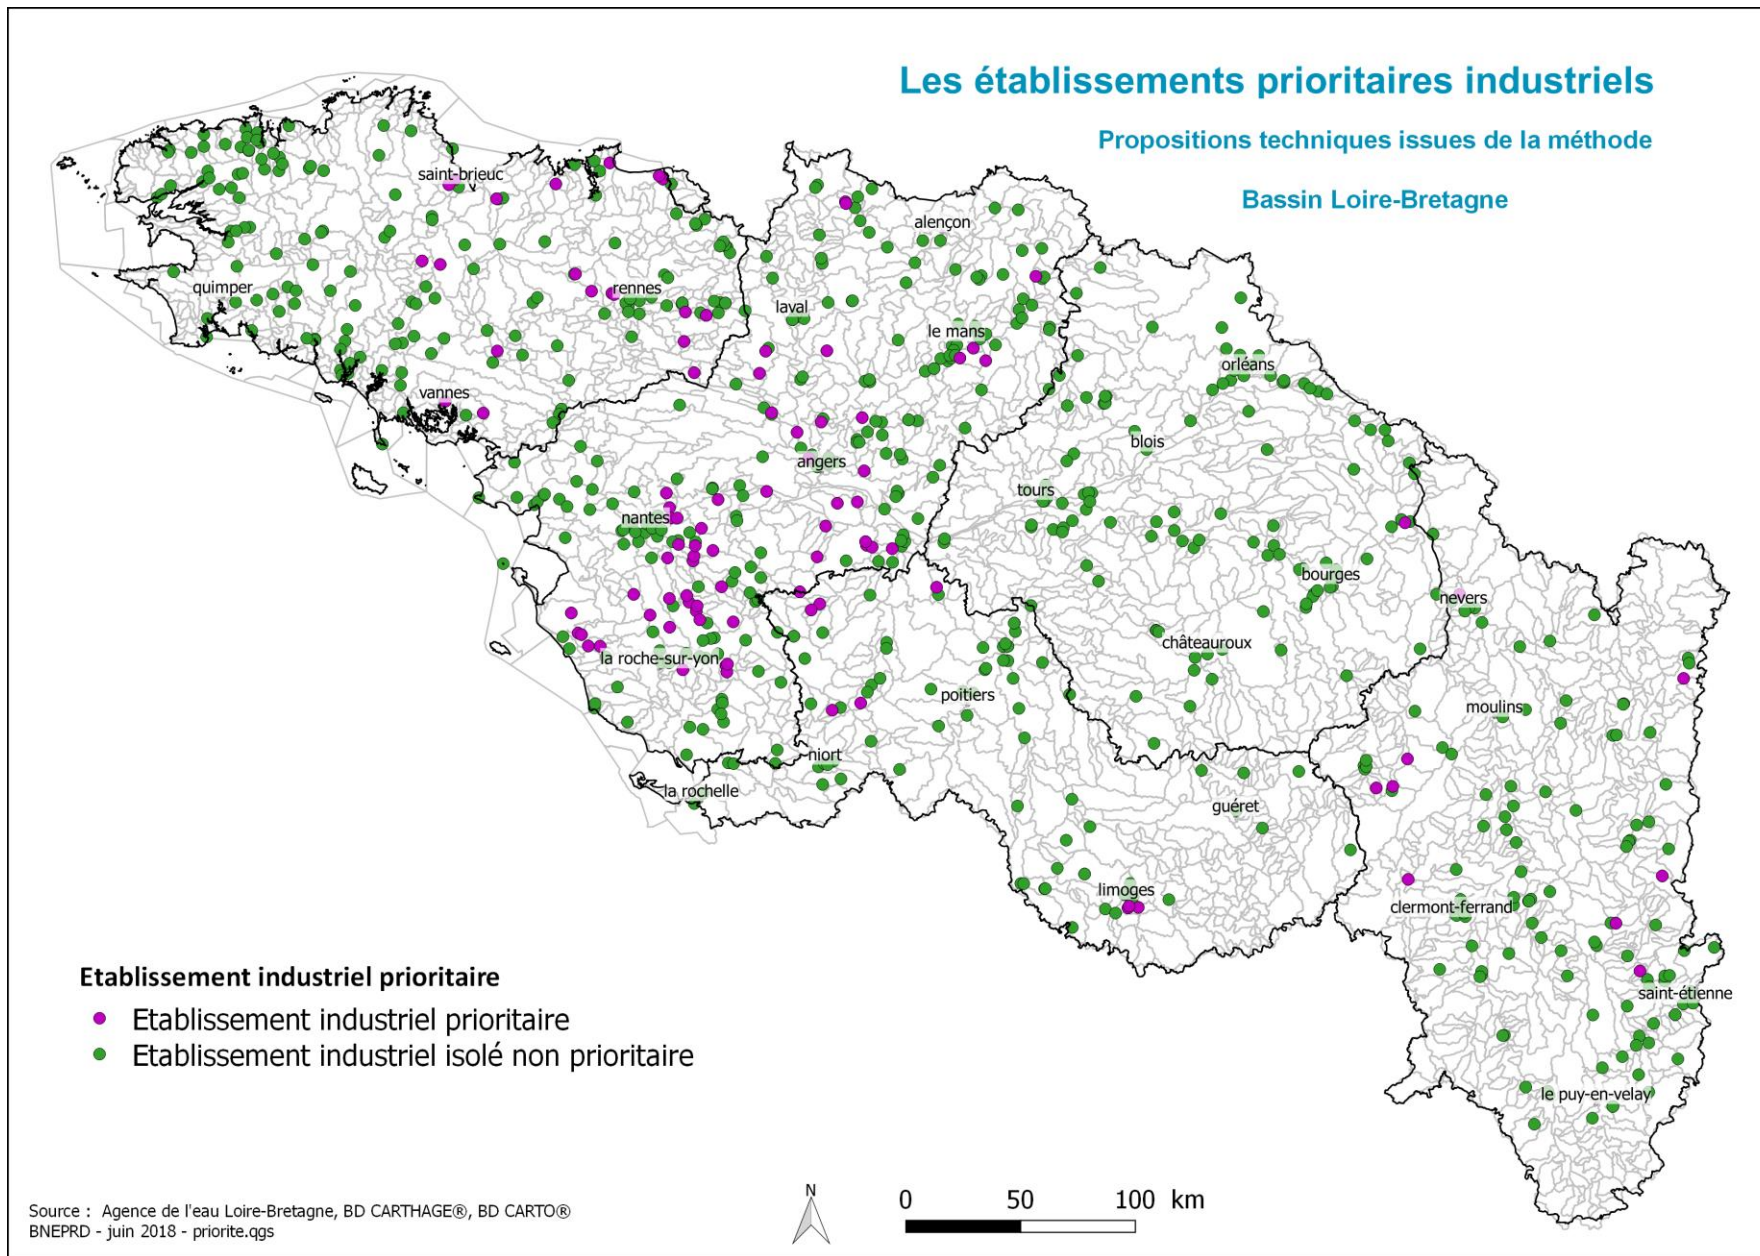 Les établissements prioritaires industriels
Propositions techniques issues de la méthode
Bassin Loire-Bretagne
saint-brieuc
alençon
quimper
rennes
laval
le mans
orléans
vannes
blois
angers
tours
nantes
bourges
nevers
châteauroux
la roche-sur-yon
poitiers
moulins
niort
la rochelle
guéret
limoges
clermont-ferrand
saint-étienne
le puy-en-velay
Etablissement industriel prioritaire
Etablissement industriel prioritaire
Etablissement industriel isolé non prioritaire
N
0 50 100 km
Source : Agence de l'eau Loire-Bretagne, BD CARTHAGE®, BD CARTO®
BNEPRD - juin 2018 - priorite.qgs